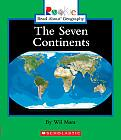 Rookie
Read-About Geography
The Seven
Continents
By Wil Mara
SCHOLASTIC